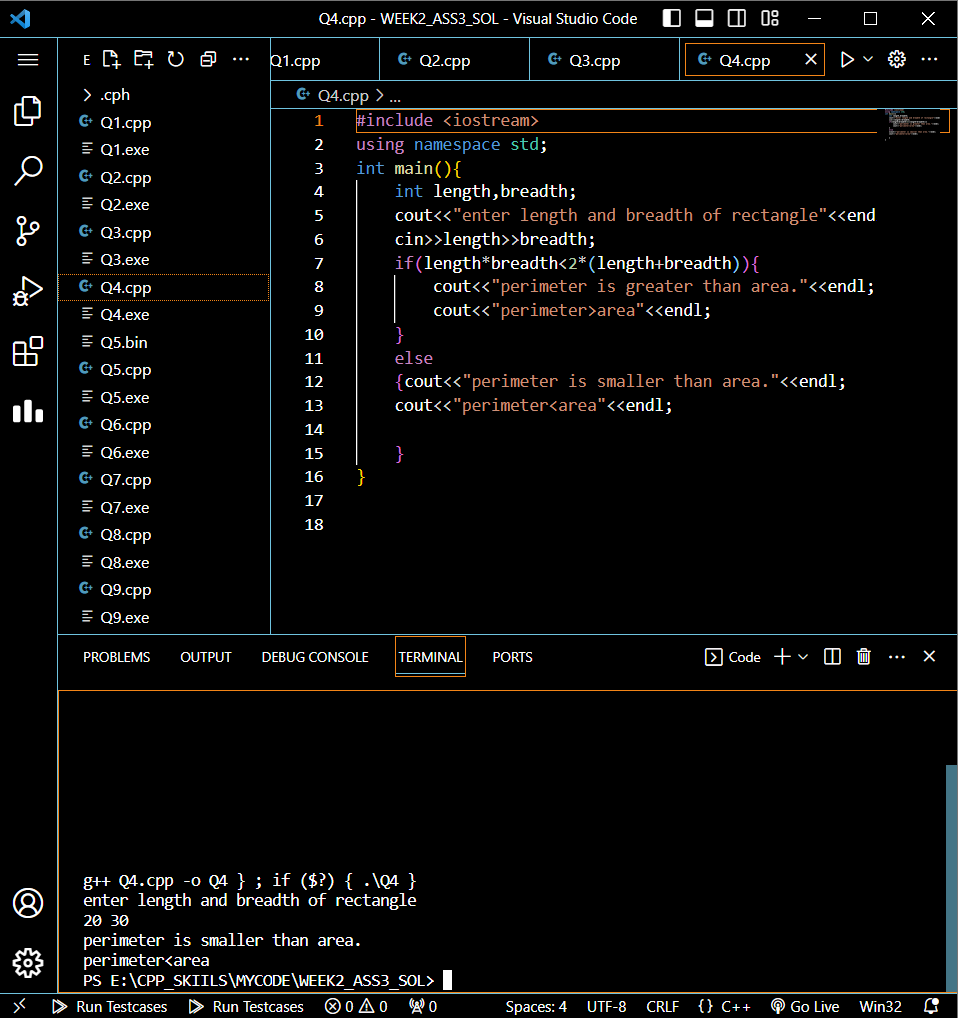 Q4.cpp - WEEK2_ASS3_SOL - Visual Studio Code
E
Q1.cpp
Q2.cpp
Q3.cpp
Q4.cpp
.cph
Q1.cpp
Q1.exe
Q2.cpp
Q2.exe
Q3.cpp
Q3.exe
Q4.cpp
Q4.exe
Q5.bin
Q5.cpp
Q5.exe
Q6.cpp
Q6.exe
Q7.cpp
Q7.exe
Q8.cpp
Q8.exe
Q9.cpp
Q9.exe
Q4.cpp > ...
1 #include <iostream>
2 using namespace std;
3 int main(){
4 int length,breadth;
5 cout<<"enter length and breadth of rectangle"<<end
6 cin>>length>>breadth;
7 if(length*breadth<2*(length+breadth)){
8 cout<<"perimeter is greater than area."<<endl;
9 cout<<"perimeter>area"<<endl;
10 }
11 else
12 {cout<<"perimeter is smaller than area."<<endl;
13 cout<<"perimeter<area"<<endl;
14
15 }
16 }
17
18
PROBLEMS OUTPUT DEBUG CONSOLE TERMINAL PORTS Code
g++ Q4.cpp -o Q4 } ; if ($?) { .\Q4 }
enter length and breadth of rectangle
20 30
perimeter is smaller than area.
perimeter<area
PS E:\CPP_SKIILS\MYCODE\WEEK2_ASS3_SOL>
Run Testcases Run Testcases 0 0 0 Spaces: 4 UTF-8 CRLF {} C++ Go Live Win32